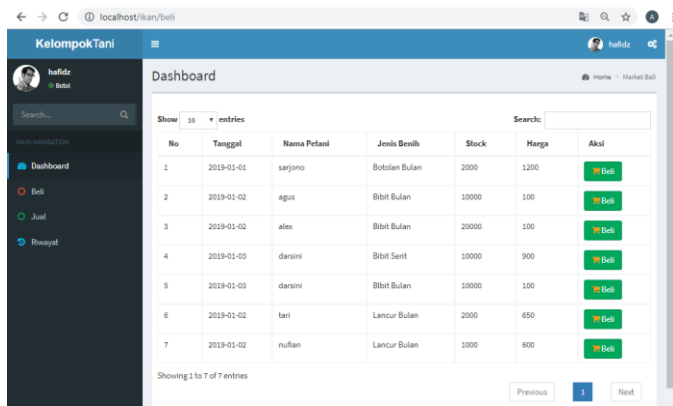 localhost/ikan/beli
A
KelompokTani
hafidz
hafidz
Botol
Dashboard
Home > Market Beli
Search...
MAIN NAVIGATION
Dashboard
Beli
Jual
Riwayat
Show 10 entries
Search:
No Tanggal Nama Petani Jenis Benih Stock Harga Aksi
1 2019-01-01 sarjono Botolan Bulan 2000 1200 Beli
2 2019-01-02 agus Bibit Bulan 10000 100 Beli
3 2019-01-02 alex Bibit Bulan 20000 100 Beli
4 2019-01-03 darsini Bibit Serit 10000 900 Beli
5 2019-01-03 darsini BIbit Bulan 10000 100 Beli
6 2019-01-02 tari Lancur Bulan 2000 650 Beli
7 2019-01-02 nufian Lancur Bulan 1000 600 Beli
Showing 1 to 7 of 7 entries
Previous 1 Next